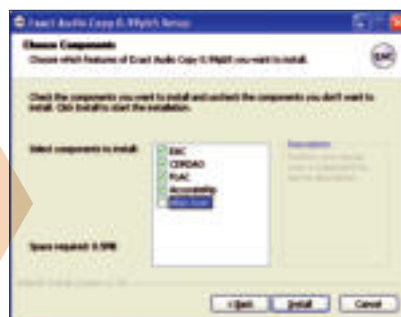 Exact Audio Copy 0.99pb5 Setup
Choose Components
Choose which features of Exact Audio Copy 0.99pb5 you want to install.
EAC
Check the components you want to install and uncheck the components you don't want to
install. Click Install to start the installation.
Select components to install:
EAC
CDRDAO
FLAC
AccurateRip
Description
Space required: 8.5MB
< Back
Install
Cancel